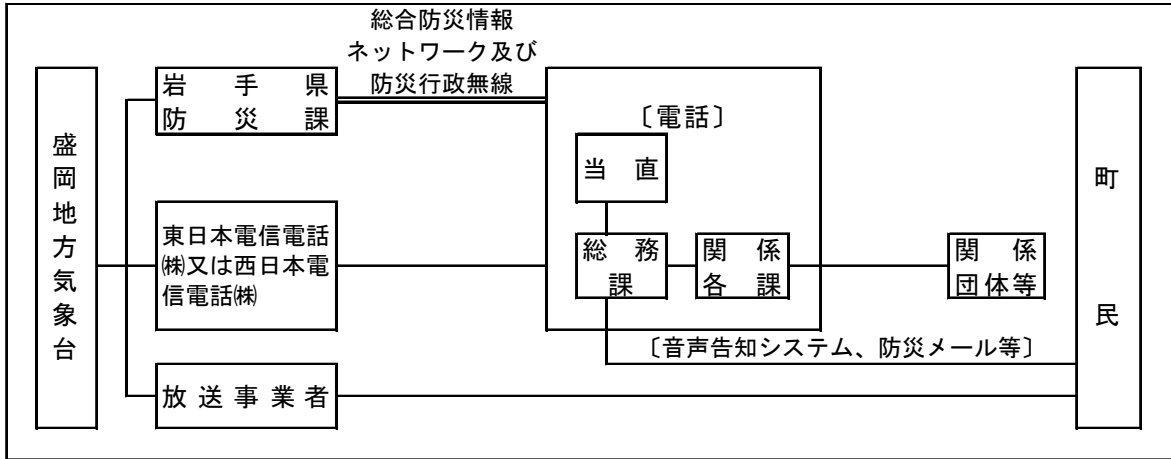 総合防災情報
ネットワーク及び
防災行政無線
盛岡地方気象台
岩手県
防災課
東日本電信電話
㈱又は西日本電
信電話㈱
放送事業者
〔電話〕
当直
総務
課
関係
各課
関係
団体等
〔音声告知システム、防災メール等〕
町民